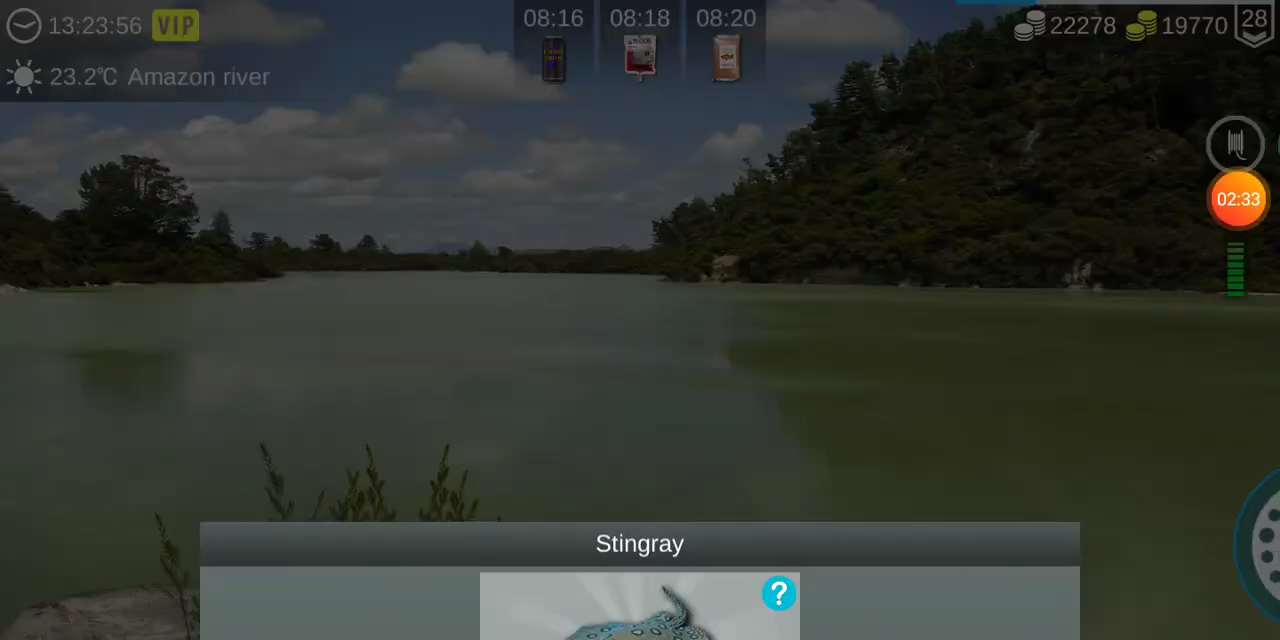 13:23:56 VIP
08:16 08:18 08:20
22278 19770 28
23.2℃ Amazon river
02:33
Stingray
?